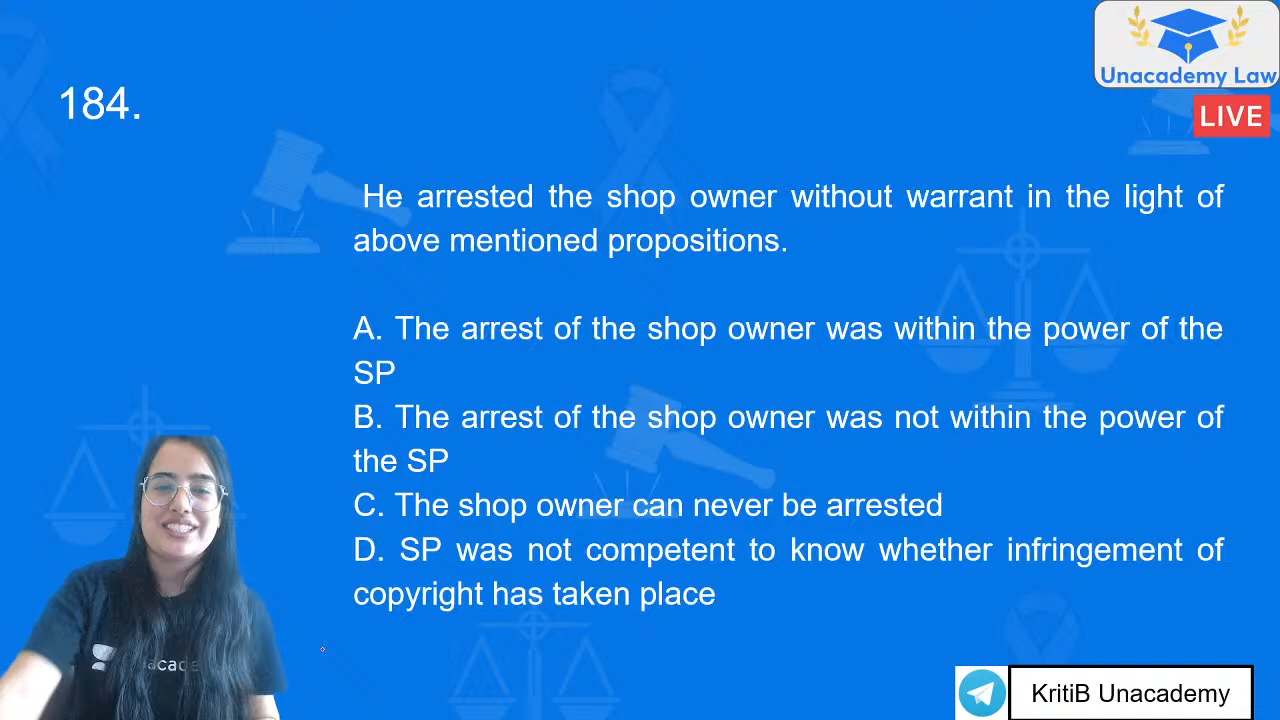 Unacademy Law
LIVE
184.
He arrested the shop owner without warrant in the light of
above mentioned propositions.
A. The arrest of the shop owner was within the power of the
SP
B. The arrest of the shop owner was not within the power of
the SP
C. The shop owner can never be arrested
D. SP was not competent to know whether infringement of
copyright has taken place
KritiB Unacademy